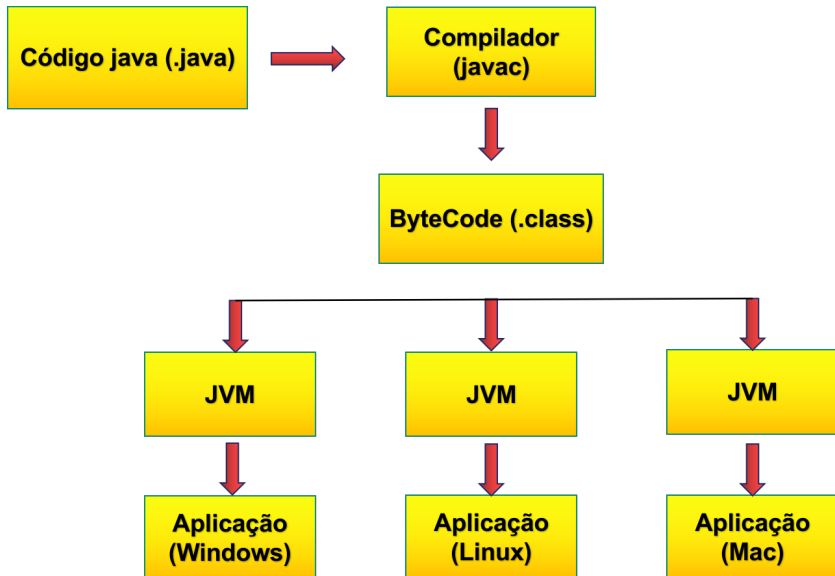 Código java (.java)
Compilador
(javac)
ByteCode (.class)
JVM
JVM
JVM
Aplicação
(Windows)
Aplicação
(Linux)
Aplicação
(Mac)